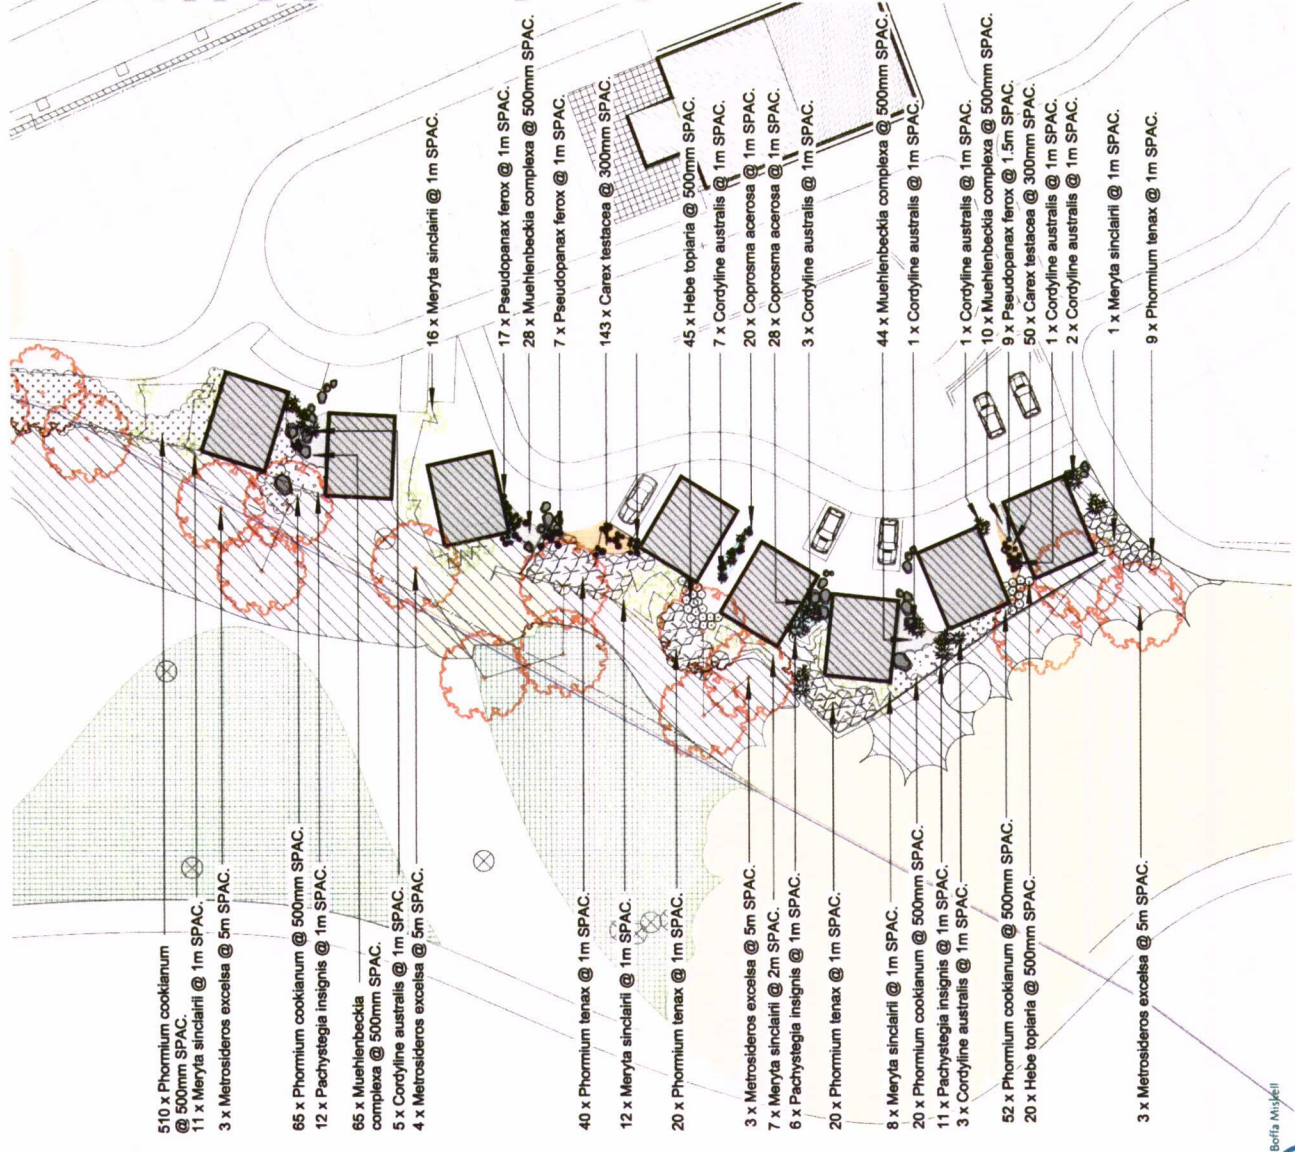 510 x Phormium cookianum
@ 500mm SPAC.
11 x Meryta sinclairii @ 1m SPAC.
3 x Metrosideros excelsa @ 5m SPAC.
65 x Phormium cookianum @ 500mm SPAC.
12 x Pachystegia insignis @ 1m SPAC.
65 x Muehlenbeckia
complexa @ 500mm SPAC.
5 x Cordyline australis @ 1m SPAC.
4 x Metrosideros excelsa @ 5m SPAC.
40 x Phormium tenax @ 1m SPAC.
12 x Meryta sinclairii @ 1m SPAC.
20 x Phormium tenax @ 1m SPAC.
3 x Metrosideros excelsa @ 5m SPAC.
7 x Meryta sinclairii @ 2m SPAC.
6 x Pachystegia insignis @ 1m SPAC.
20 x Phormium tenax @ 1m SPAC.
8 x Meryta sinclairii @ 1m SPAC.
20 x Phormium cookianum @ 500mm SPAC.
11 x Pachystegia insignis @ 1m SPAC.
3 x Cordyline australis @ 1m SPAC.
52 x Phormium cookianum @ 500mm SPAC.
20 x Hebe topiaria @ 500mm SPAC.
3 x Metrosideros excelsa @ 5m SPAC.
16 x Meryta sinclairii @ 1m SPAC.
17 x Pseudopanax ferox @ 1m SPAC.
28 x Muehlenbeckia complexa @ 500mm SPAC.
7 x Pseudopanax ferox @ 1m SPAC.
143 x Carex testacea @ 300mm SPAC.
45 x Hebe topiaria @ 500mm SPAC.
7 x Cordyline australis @ 1m SPAC.
20 x Coprosma acerosa @ 1m SPAC.
28 x Coprosma acerosa @ 1m SPAC.
3 x Cordyline australis @ 1m SPAC.
44 x Muehlenbeckia complexa @ 500mm SPAC.
1 x Cordyline australis @ 1m SPAC.
1 x Cordyline australis @ 1m SPAC.
10 x Muehlenbeckia complexa @ 500mm SPAC.
9 x Pseudopanax ferox @ 1.5m SPAC.
50 x Carex testacea @ 300mm SPAC.
1 x Cordyline australis @ 1m SPAC.
2 x Cordyline australis @ 1m SPAC.
1 x Meryta sinclairii @ 1m SPAC.
9 x Phormium tenax @ 1m SPAC.
Boffa Miskell